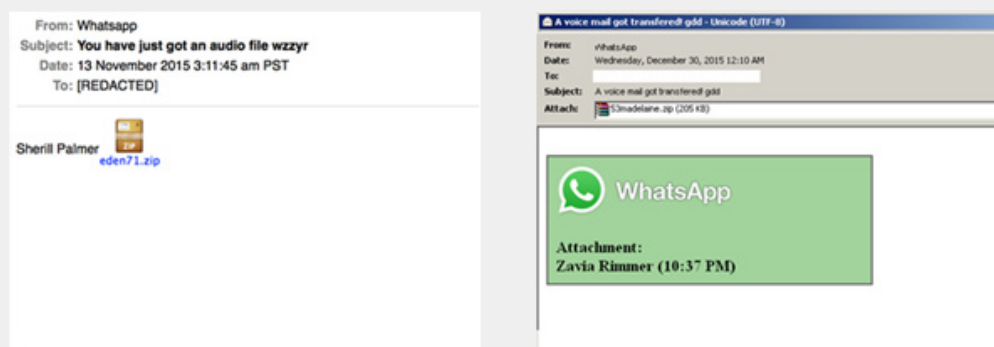 From: Whatsapp
Subject: You have just got an audio file wzzyr
Date: 13 November 2015 3:11:45 am PST
To: [REDACTED]
Sherill Palmer
ZIP
eden71.zip
A voice mail got transfered! gdd - Unicode (UTF-8)
From: WhatsApp
Date: Wednesday, December 30, 2015 12:10 AM
To:
Subject: A voice mail got transfered! gdd
Attach: 53madelaine.zip (205 KB)
WhatsApp
Attachment:
Zavia Rimmer (10:37 PM)